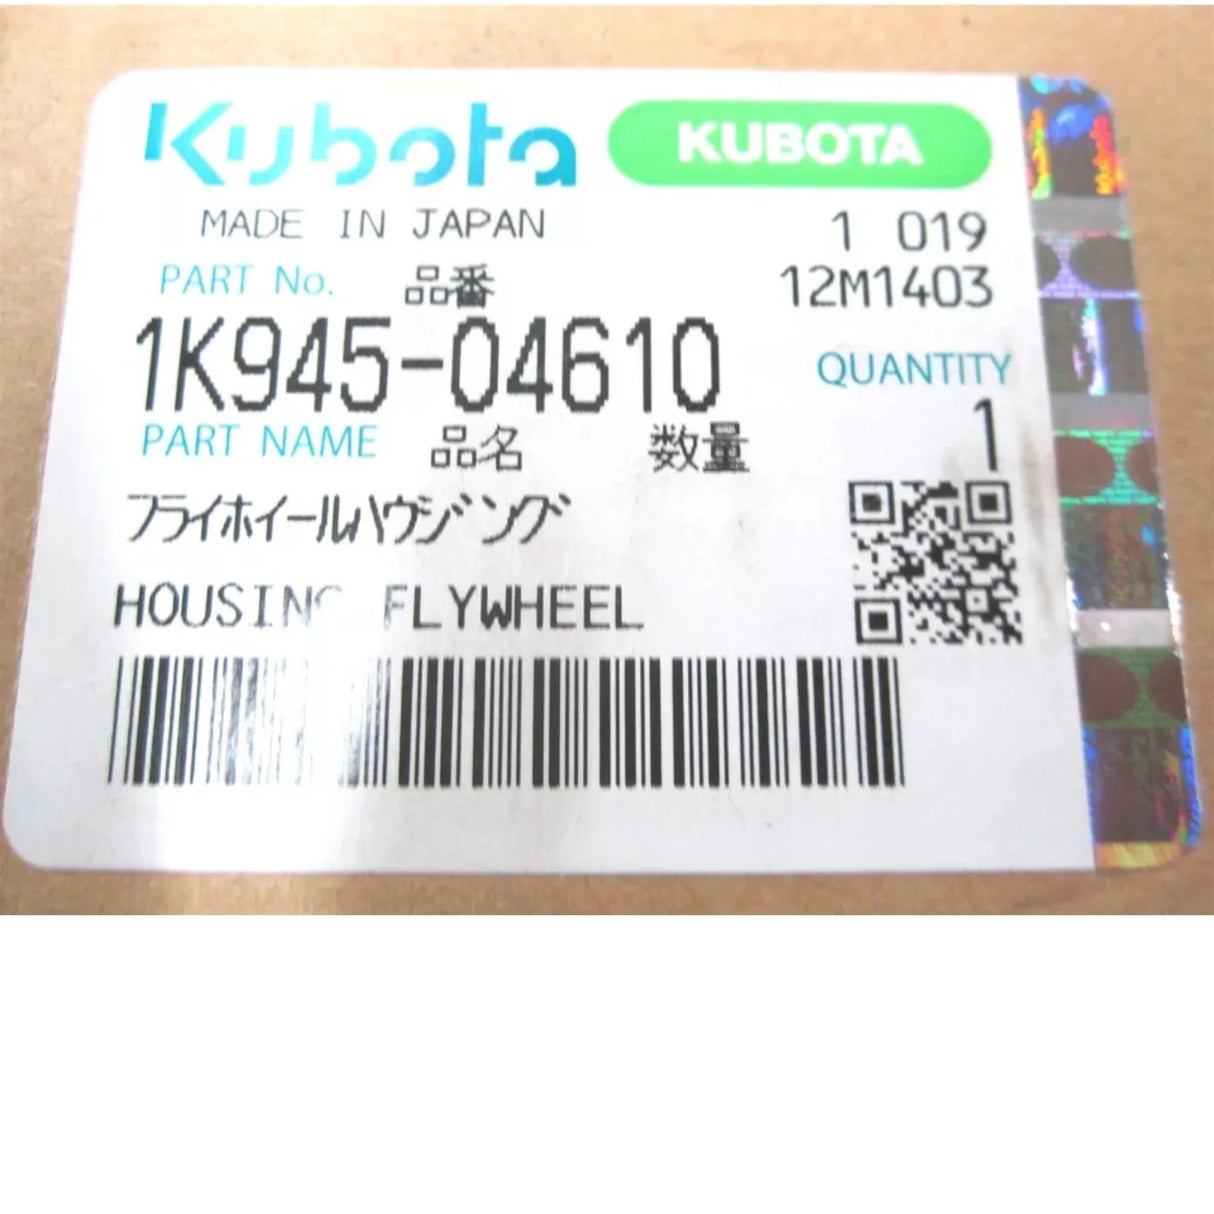 Kubota KUBOTA
MADE IN JAPAN 1 019
PART No. 品番 12M1403
1K945-04610 QUANTITY
PART NAME 品名 数量 1
フライホイールハウジング
HOUSING FLYWHEEL